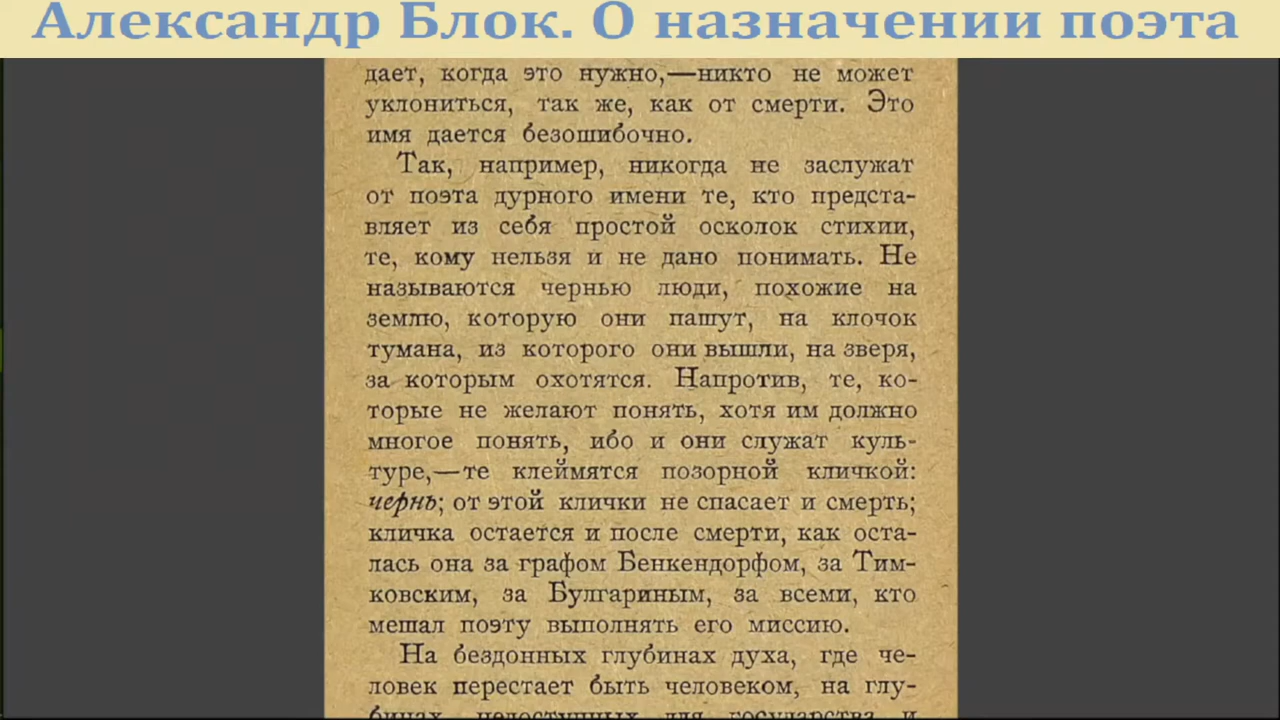 Александр Блок. О назначении поэта
дает, когда это нужно,—никто не может
уклониться, так же, как от смерти. Это
имя дается безошибочно.
Так, например, никогда не заслужат
от поэта дурного имени те, кто предста-
вляет из себя простой осколок стихии,
те, кому нельзя и не дано понимать. Не
называются чернью люди, похожие на
землю, которую они пашут, на клочок
тумана, из которого они вышли, на зверя,
за которым охотятся. Напротив, те, ко-
торые не желают понять, хотя им должно
многое понять, ибо и они служат куль-
туре,—те клеймятся позорной кличкой:
чернь; от этой клички не спасает и смерть;
кличка остается и после смерти, как оста-
лась она за графом Бенкендорфом, за Тим-
ковским, за Булгариным, за всеми, кто
мешал поэту выполнять его миссию.
На бездонных глубинах духа, где че-
ловек перестает быть человеком, на глу-
бинах, недоступных для государства и